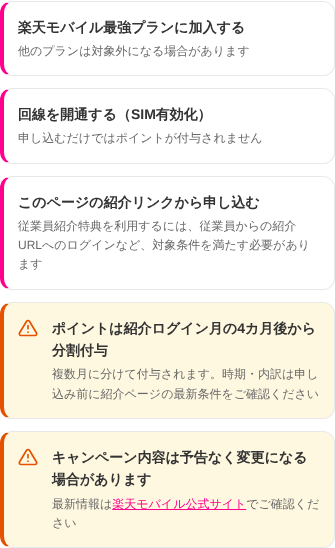 楽天モバイル最強プランに加入する
他のプランは対象外になる場合があります
回線を開通する（SIM有効化）
申し込むだけではポイントが付与されません
このページの紹介リンクから申し込む
従業員紹介特典を利用するには、従業員からの紹介
URLへのログインなど、対象条件を満たす必要があり
ます
ポイントは紹介ログイン月の4カ月後から
分割付与
複数月に分けて付与されます。時期・内訳は申し
込み前に紹介ページの最新条件をご確認ください
キャンペーン内容は予告なく変更になる
場合があります
最新情報は楽天モバイル公式サイトでご確認くだ
さい